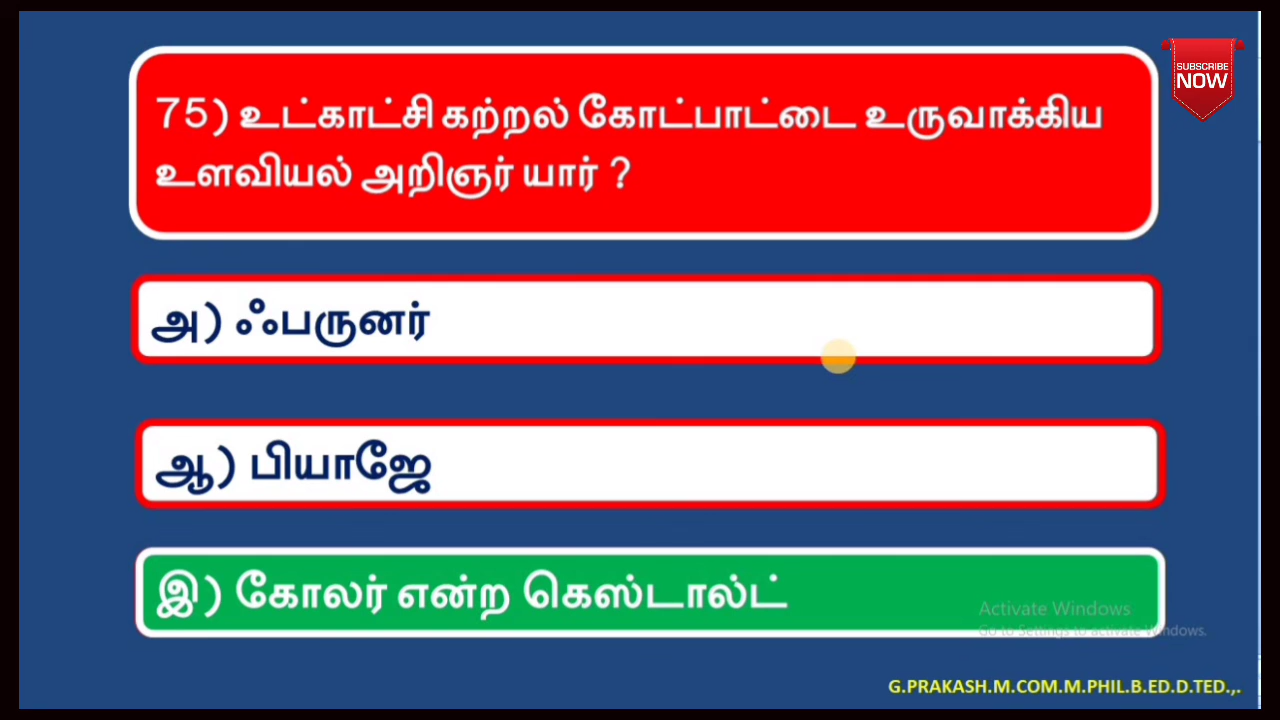 SUBSCRIBE
NOW
75) உட்காட்சி கற்றல் கோட்பாட்டை உருவாக்கிய
உளவியல் அறிஞர் யார் ?
அ) ஃபருனர்
ஆ) பியாஜே
இ) கோலர் என்ற கெஸ்டால்ட்
Activate Windows
Go to Settings to activate Windows.
G.PRAKASH.M.COM.M.PHIL.B.ED.D.TED.,.